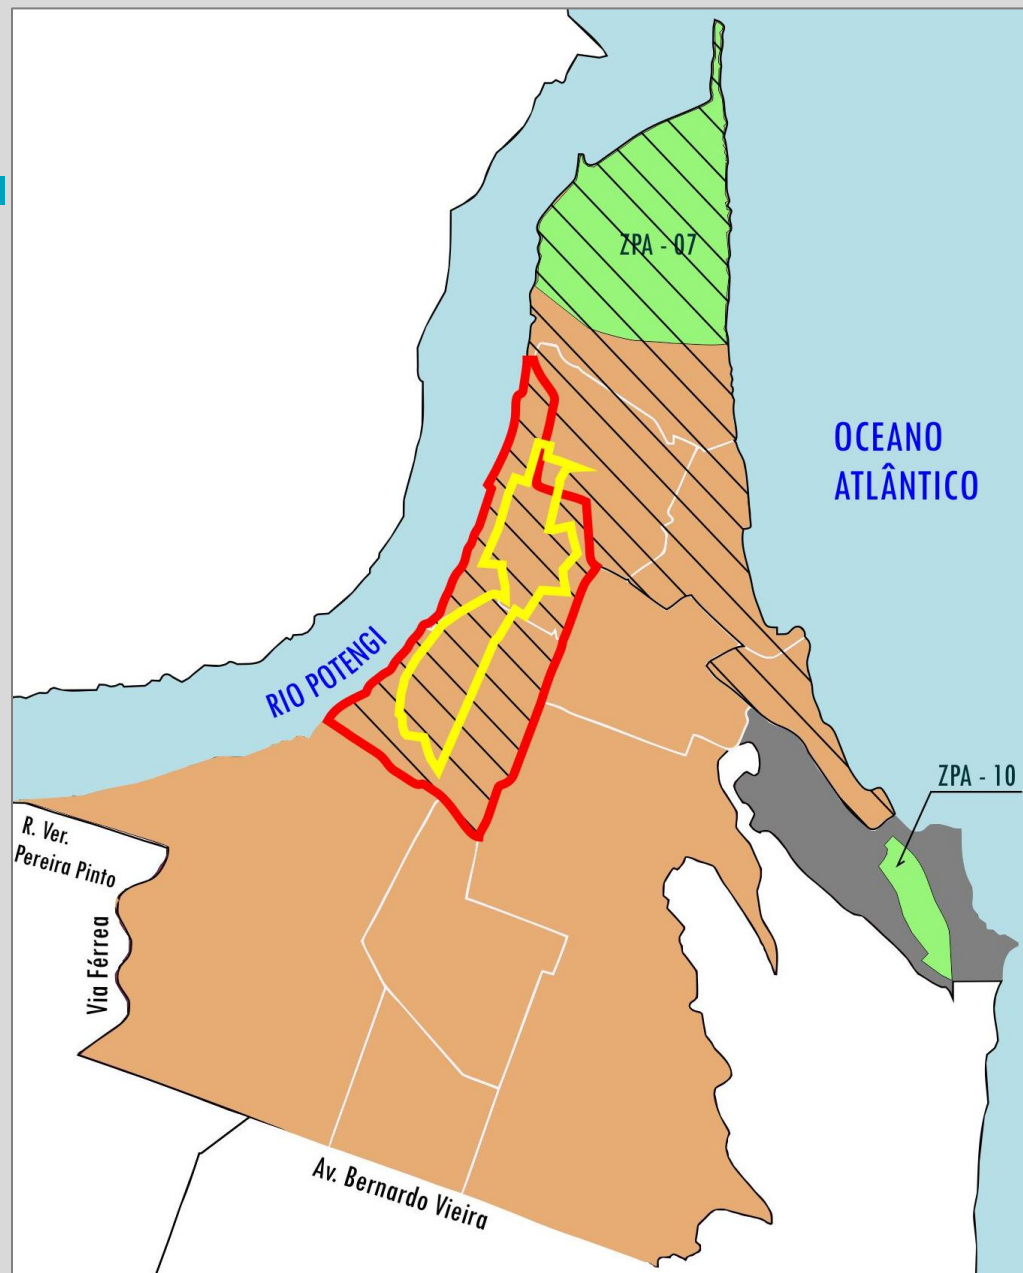 ZPA - 07
OCEANO
ATLÂNTICO
RIO POTENGI
ZPA - 10
R. Ver.
Pereira Pinto
Via Férrea
Av. Bernardo Vieira